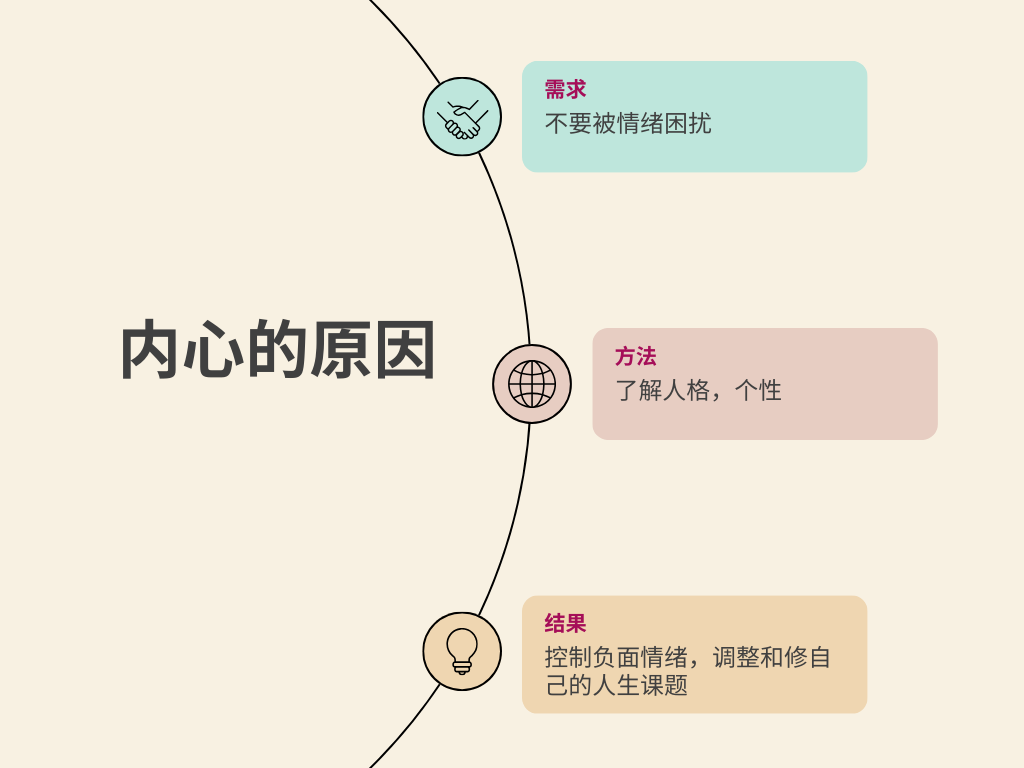 内心的原因
需求
不要被情绪困扰
方法
了解人格，个性
结果
控制负面情绪，调整和修自
己的人生课题